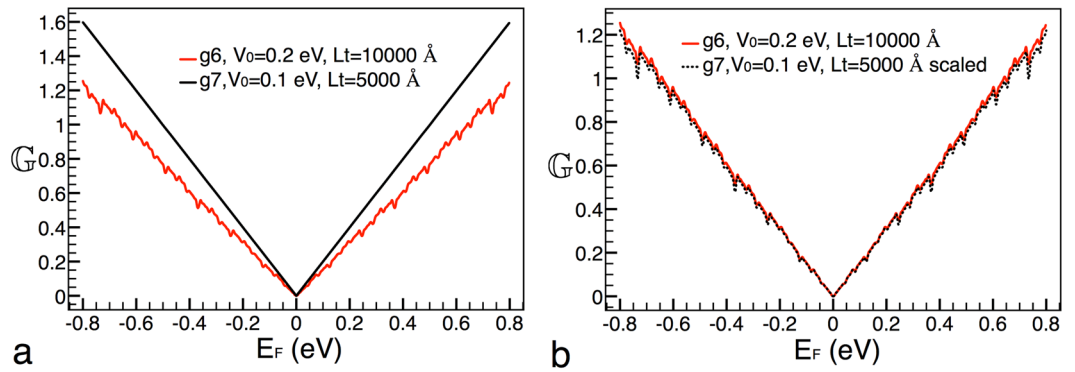 1.6
1.4
1.2
1
0.8
0.6
0.4
0.2
0
𝔾
g6, V0=0.2 eV, Lt=10000 Å
g7,V0=0.1 eV, Lt=5000 Å
-0.8 -0.6 -0.4 -0.2 0 0.2 0.4 0.6 0.8
EF (eV)
a
1.2
1
0.8
0.6
0.4
0.2
0
𝔾
g6, V0=0.2 eV, Lt=10000 Å
g7,V0=0.1 eV, Lt=5000 Å scaled
-0.8 -0.6 -0.4 -0.2 0 0.2 0.4 0.6 0.8
EF (eV)
b